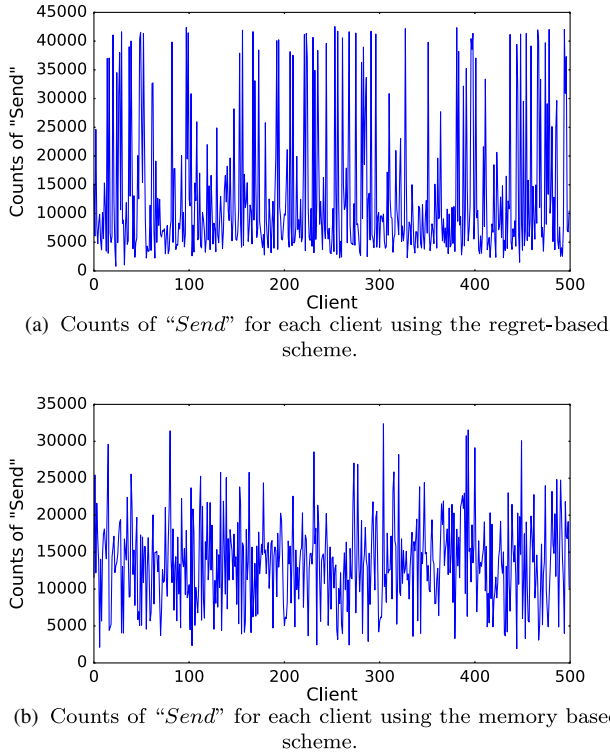 45000
40000
35000
30000
25000
20000
15000
10000
5000
0
Counts of "Send"
0 100 200 300 400 500
Client
(a) Counts of “Send” for each client using the regret-based
scheme.
35000
30000
25000
20000
15000
10000
5000
0
Counts of "Send"
0 100 200 300 400 500
Client
(b) Counts of “Send” for each client using the memory based
scheme.